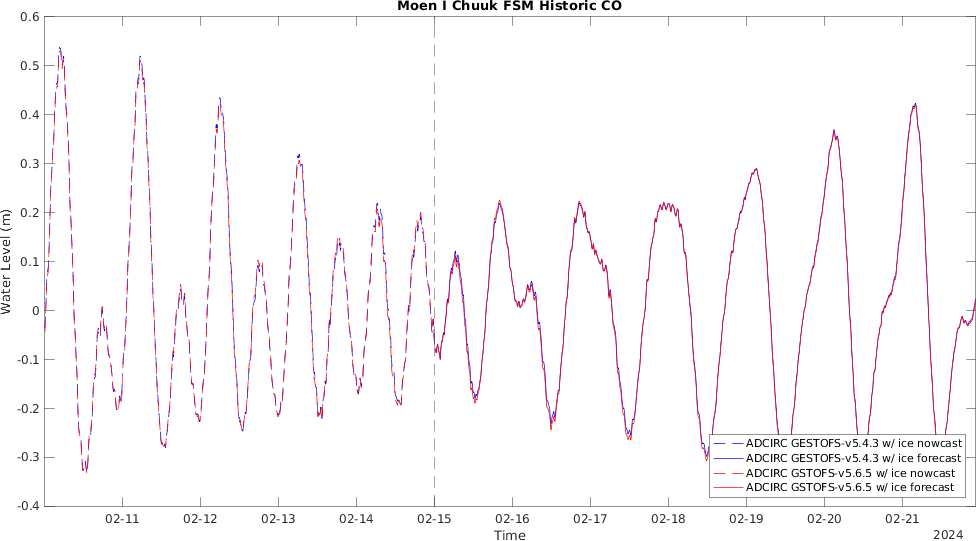 Moen I Chuuk FSM Historic CO
Water Level (m)
0.6
0.5
0.4
0.3
0.2
0.1
0
-0.1
-0.2
-0.3
-0.4
ADCIRC GESTOFS-v5.4.3 w/ ice nowcast
ADCIRC GESTOFS-v5.4.3 w/ ice forecast
ADCIRC GSTOFS-v5.6.5 w/ ice nowcast
ADCIRC GSTOFS-v5.6.5 w/ ice forecast
02-11 02-12 02-13 02-14 02-15 02-16 02-17 02-18 02-19 02-20 02-21
Time
2024